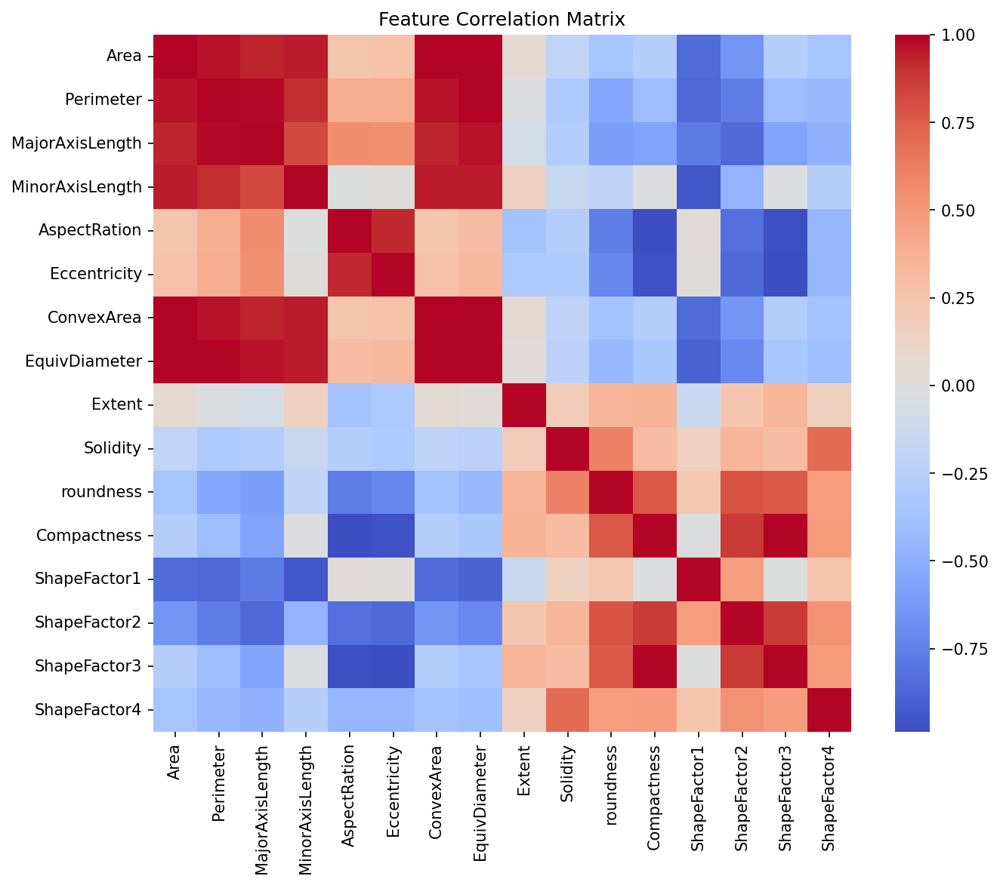 Feature Correlation Matrix
Area
Perimeter
MajorAxisLength
MinorAxisLength
AspectRation
Eccentricity
ConvexArea
EquivDiameter
Extent
Solidity
roundness
Compactness
ShapeFactor1
ShapeFactor2
ShapeFactor3
ShapeFactor4
Area
Perimeter
MajorAxisLength
MinorAxisLength
AspectRation
Eccentricity
ConvexArea
EquivDiameter
Extent
Solidity
roundness
Compactness
ShapeFactor1
ShapeFactor2
ShapeFactor3
ShapeFactor4
1.00
0.75
0.50
0.25
0.00
−0.25
−0.50
−0.75